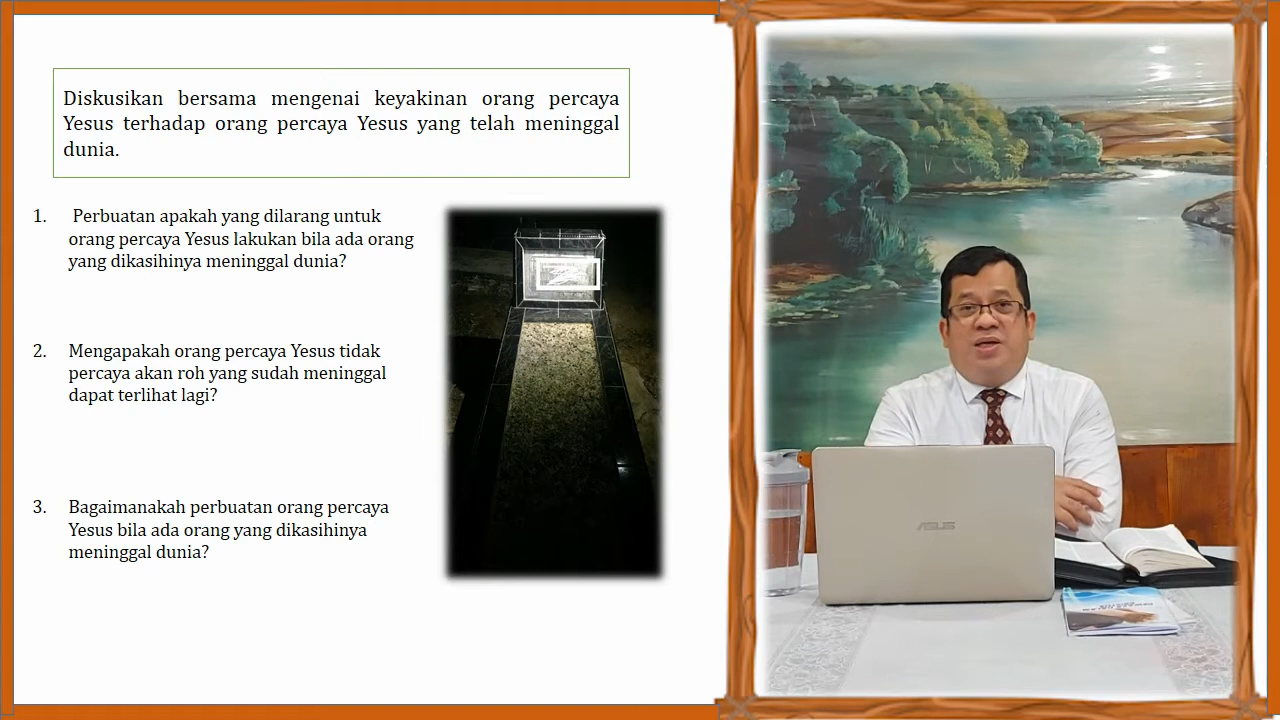 Diskusikan bersama mengenai keyakinan orang percaya
Yesus terhadap orang percaya Yesus yang telah meninggal
dunia.
1. Perbuatan apakah yang dilarang untuk
orang percaya Yesus lakukan bila ada orang
yang dikasihinya meninggal dunia?
2. Mengapakah orang percaya Yesus tidak
percaya akan roh yang sudah meninggal
dapat terlihat lagi?
3. Bagaimanakah perbuatan orang percaya
Yesus bila ada orang yang dikasihinya
meninggal dunia?
ASUS